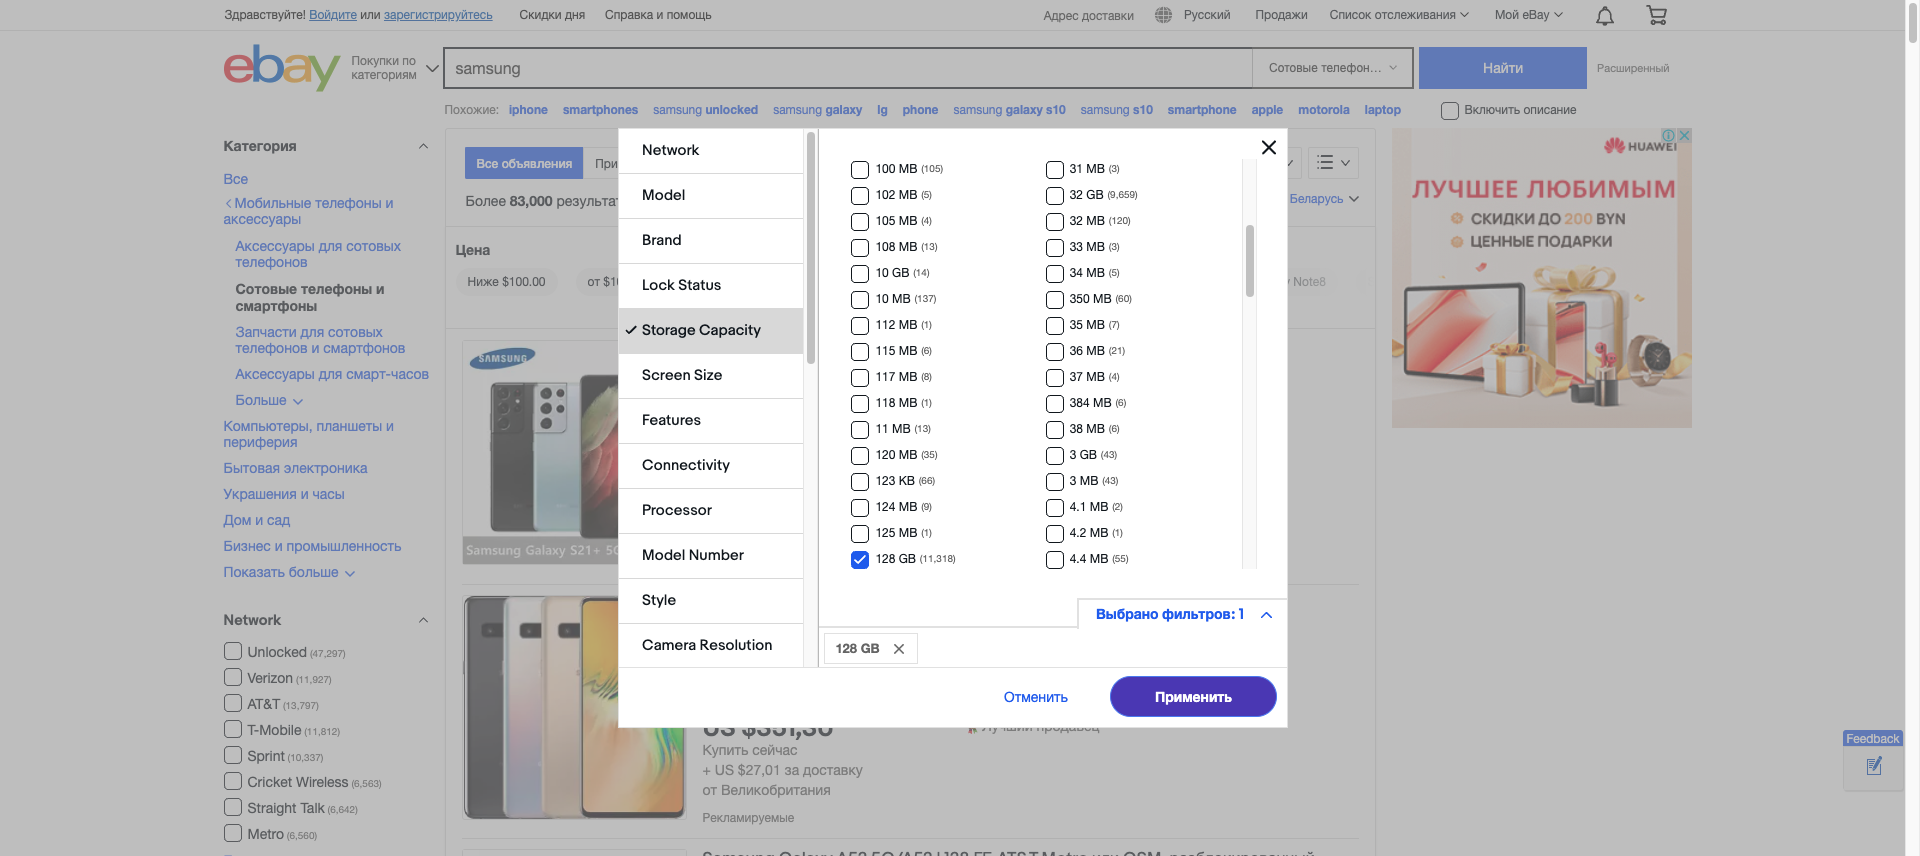 Здравствуйте! Войдите или зарегистрируйтесь
Скидки дня
Справка и помощь
Адрес доставки
Русский
Продажи
Список отслеживания
Мой eBay
ebay
Покупки по
категориям
samsung
Сотовые телефон...
Найти
Расширенный
Похожие: iphone smartphones samsung unlocked samsung galaxy lg phone samsung galaxy s10 samsung s10 smartphone apple motorola laptop
Включить описание
Категория
Все
Мобильные телефоны и
аксессуары
Аксессуары для сотовых
телефонов
Сотовые телефоны и
смартфоны
Запчасти для сотовых
телефонов и смартфонов
Аксессуары для смарт-часов
Больше
Компьютеры, планшеты и
периферия
Бытовая электроника
Украшения и часы
Дом и сад
Бизнес и промышленность
Показать больше
Network
Unlocked (47,297)
Verizon (11,927)
AT&T (13,797)
T-Mobile (11,812)
Sprint (10,337)
Cricket Wireless (6,563)
Straight Talk (6,642)
Metro (6,560)
Все объявления
При
Более 83,000 результат
Беларусь
Цена
Ниже $100.00
от $10
Note8
SAMSUNG
Samsung Galaxy S21+ 5G
Network
Model
Brand
Lock Status
Storage Capacity
Screen Size
Features
Connectivity
Processor
Model Number
Style
Camera Resolution
100 MB (105)
102 MB (5)
105 MB (4)
108 MB (13)
10 GB (14)
10 MB (137)
112 MB (1)
115 MB (6)
117 MB (8)
118 MB (1)
11 MB (13)
120 MB (35)
123 KB (66)
124 MB (9)
125 MB (1)
128 GB (11,318)
31 MB (3)
32 GB (9,659)
32 MB (120)
33 MB (3)
34 MB (5)
350 MB (60)
35 MB (7)
36 MB (21)
37 MB (4)
384 MB (6)
38 MB (6)
3 GB (43)
3 MB (43)
4.1 MB (2)
4.2 MB (1)
4.4 MB (55)
Выбрано фильтров: 1
128 GB
Отменить
Применить
US $351,30
Лучший продавец
Купить сейчас
+ US $27,01 за доставку
от Великобритания
Рекламируемые
Samsung Galaxy A52 5G
HUAWEI
ЛУЧШЕЕ ЛЮБИМЫМ
СКИДКИ ДО 200 BYN
ЦЕННЫЕ ПОДАРКИ
Feedback